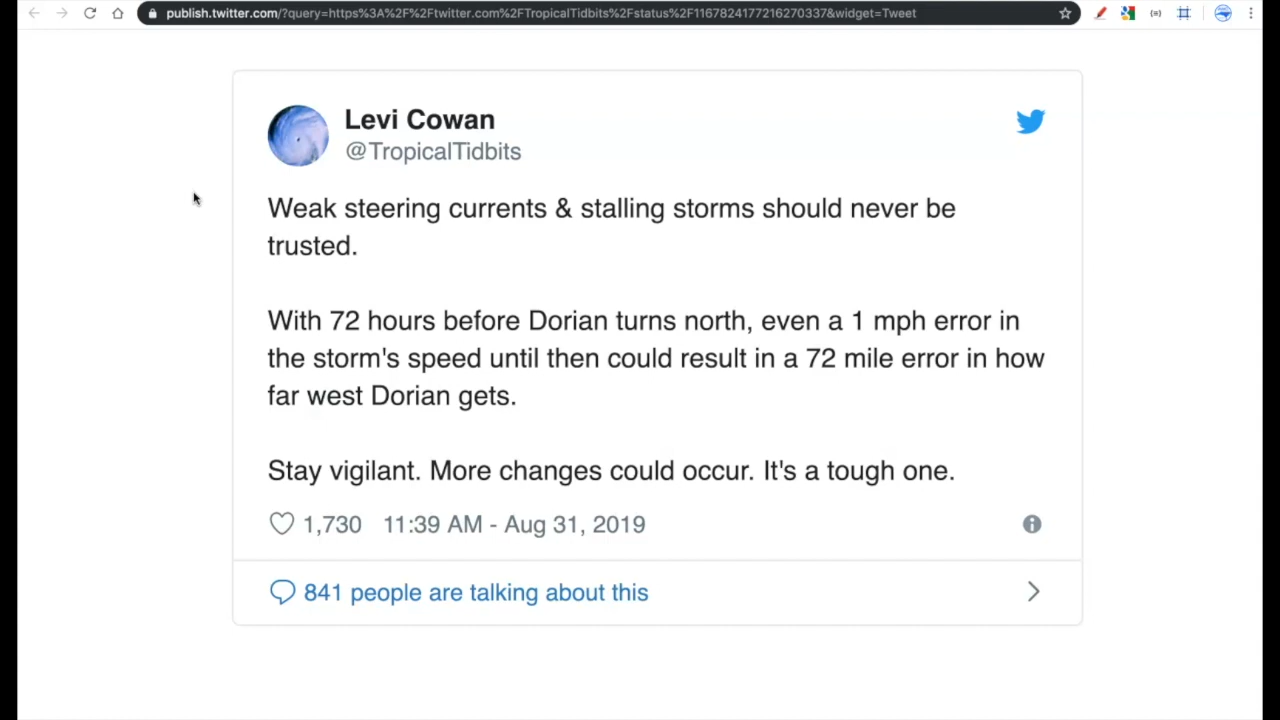 publish.twitter.com/?query=https%3A%2F%2Ftwitter.com%2FTropicalTidbits%2Fstatus%2F1167824177216270337&widget=Tweet
Levi Cowan
@TropicalTidbits
Weak steering currents & stalling storms should never be
trusted.
With 72 hours before Dorian turns north, even a 1 mph error in
the storm's speed until then could result in a 72 mile error in how
far west Dorian gets.
Stay vigilant. More changes could occur. It's a tough one.
1,730 11:39 AM - Aug 31, 2019
841 people are talking about this